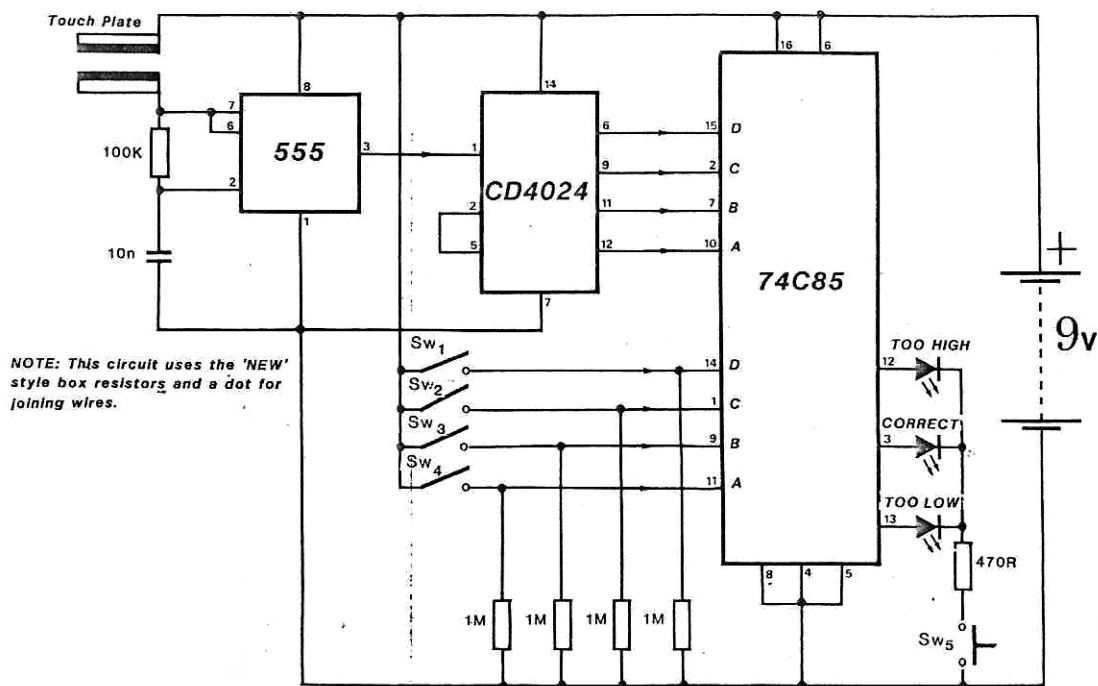 Touch Plate
16
6
8
14
7
6
555
3
1
100K
2
1
10n
CD4024
6
9
11
12
2
5
7
15
D
2
C
7
B
10
A
74C85
+
9v
NOTE: This circuit uses the 'NEW'
style box resistors and a dot for
joining wires.
Sw1
Sw2
Sw3
Sw4
14
D
1
C
9
B
11
A
TOO HIGH
12
CORRECT
3
TOO LOW
13
470R
8
4
5
1M
1M
1M
1M
Sw5